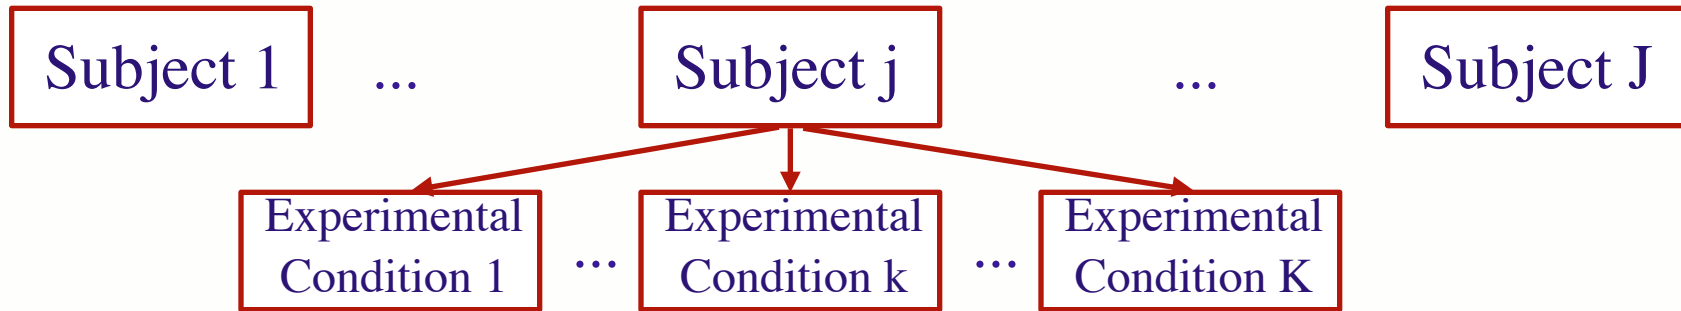 Subject 1 ... Subject j ... Subject J
Experimental ... Experimental ... Experimental
Condition 1 Condition k Condition K